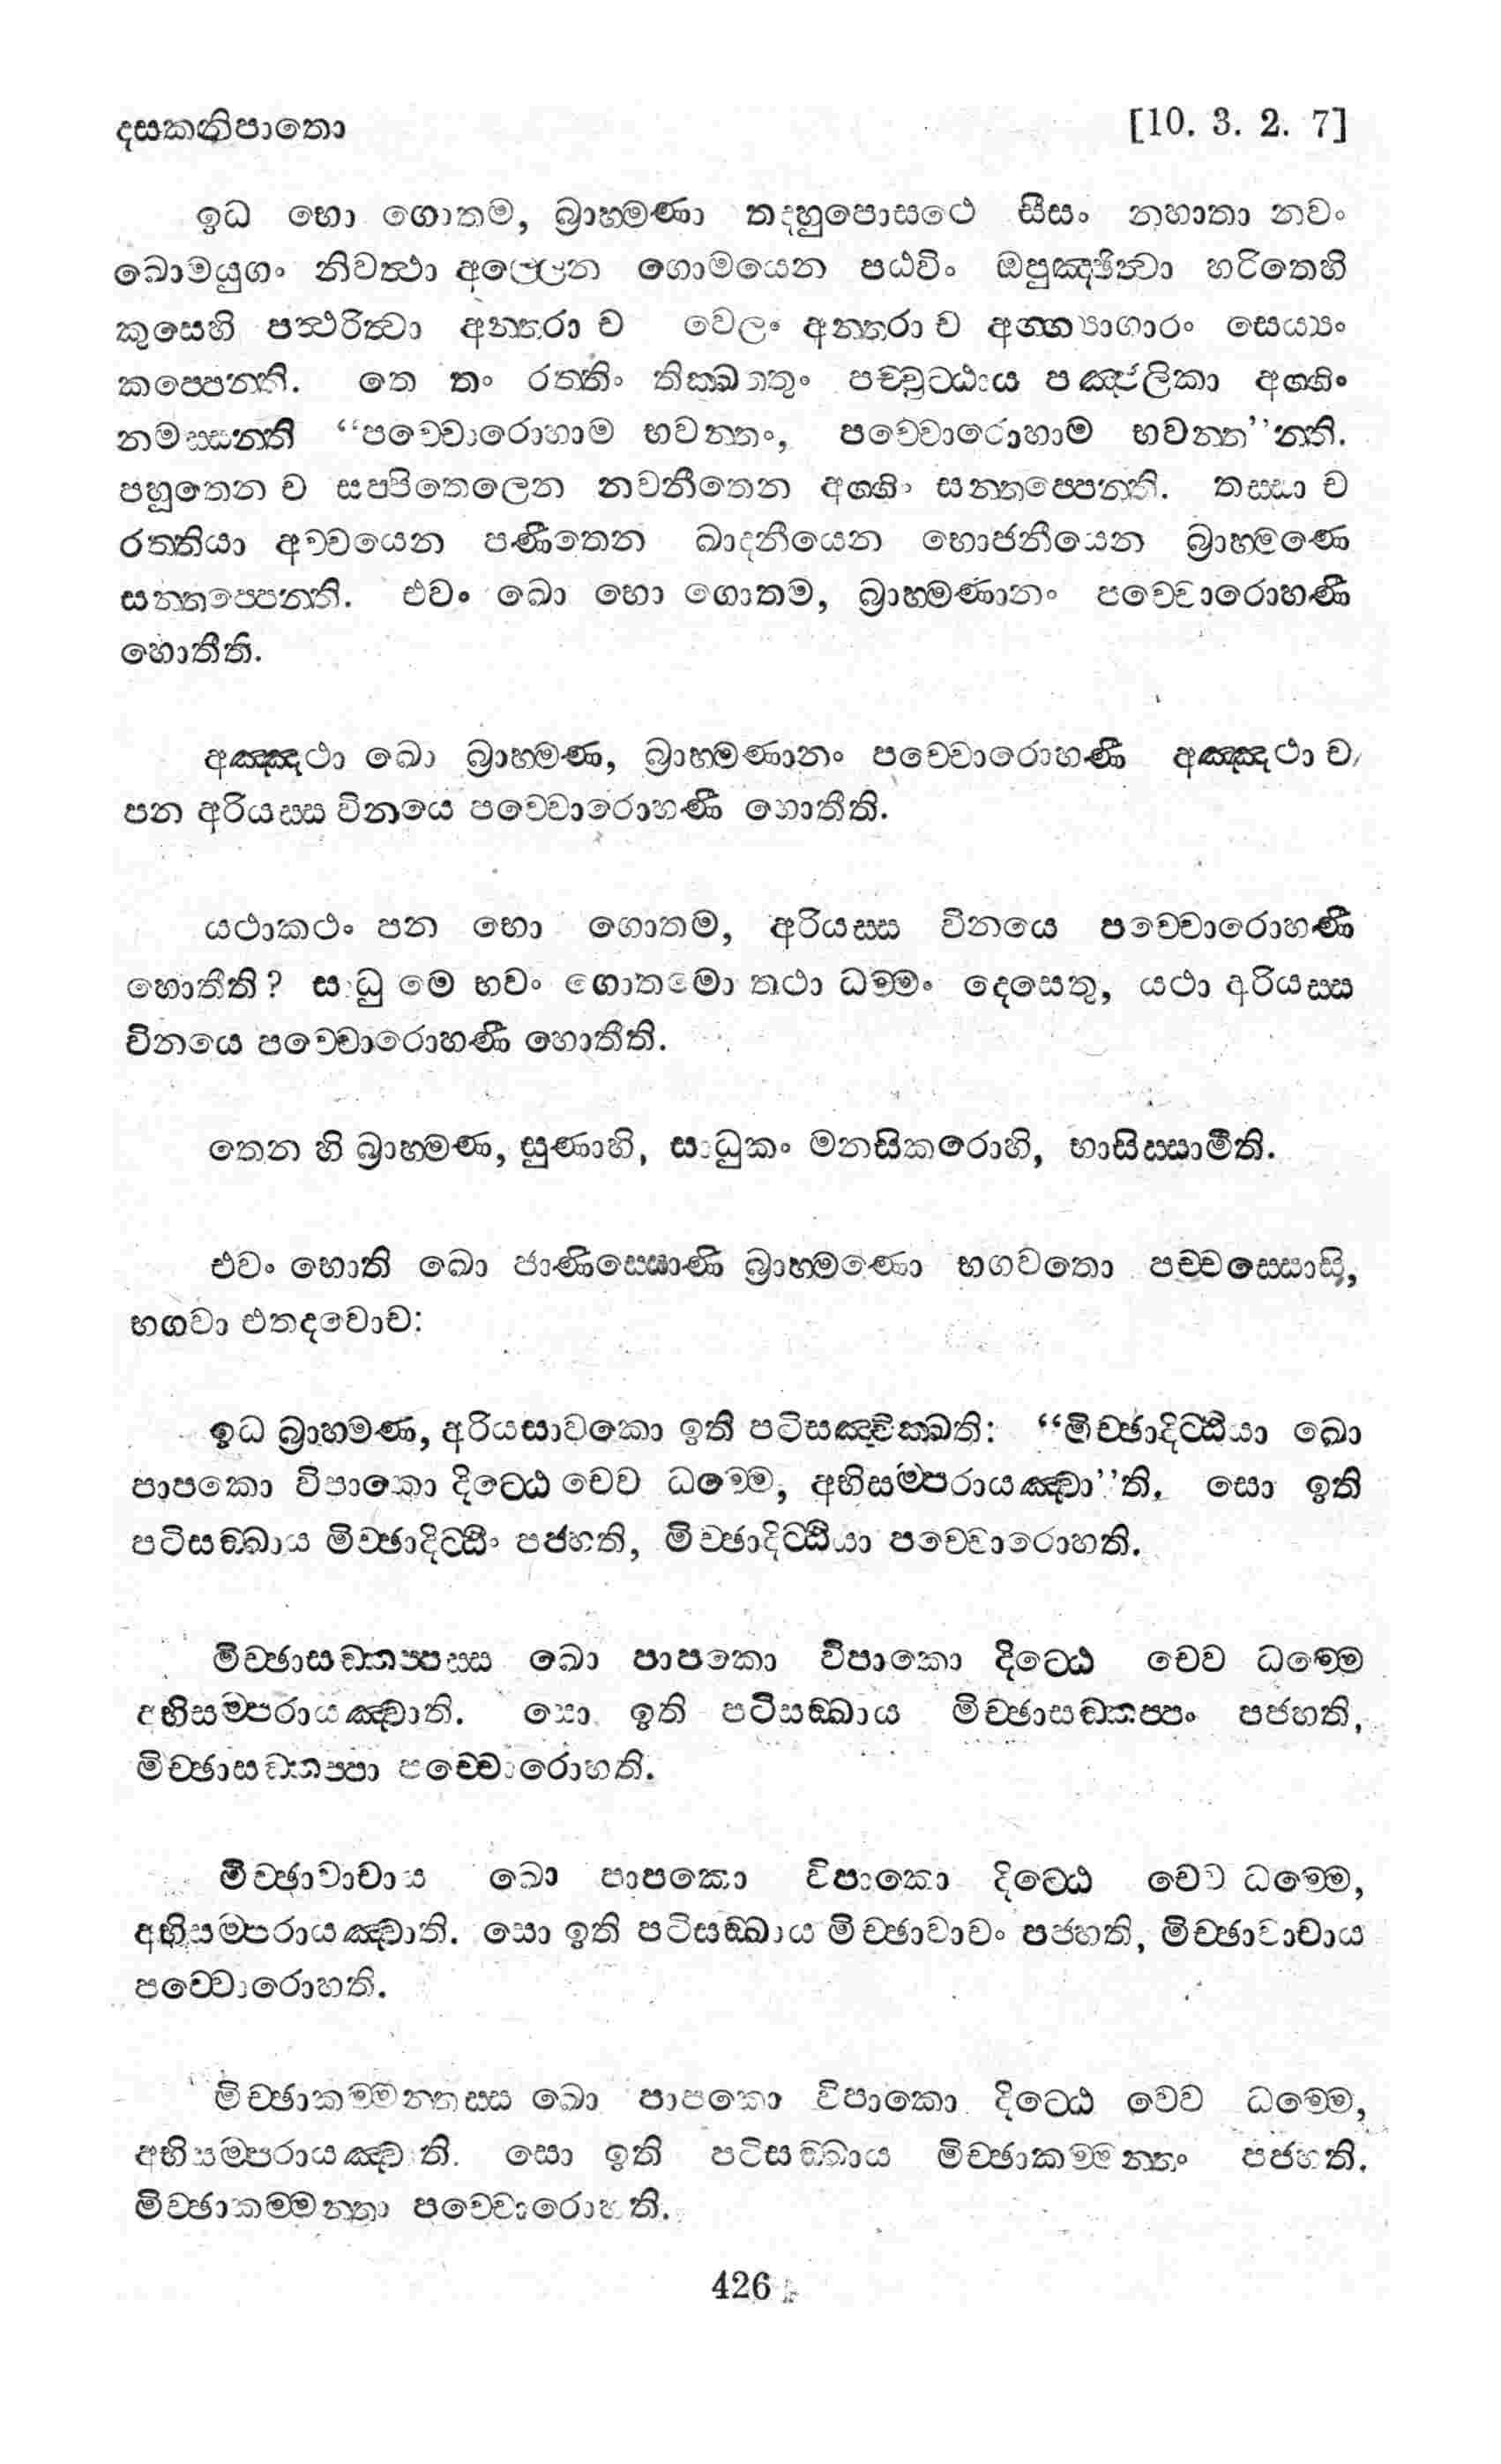 දසකනිපාතො [10. 3. 2. 7]
ඉධ භො ගොතම, බ්‍රාහ්මණා තදහුපොසථෙ සීසං නහාතා නවං
ඛොමයුගං නිවත්ථා අල්ලෙන ගොමයෙන පඨවිං ඔපුඤ්ඡිත්වා හරිතෙහි
කුසෙහි පත්ථරිත්වා අන්තරා ච වෙලං අන්තරා ච අග්ග්‍යාගාරං සෙය්‍යං
කප්පෙන්ති. තෙ තං රත්තිං තික්ඛත්තුං පච්චුට්ඨාය පඤ්ජලිකා අග්ගිං
නමස්සන්ති “පච්චොරොහාම භවන්තං, පච්චොරොහාම භවන්ත”න්ති.
පහූතෙන ච සප්පිතෙලෙන නවනීතෙන අග්ගිං සන්තප්පෙන්ති. තස්සා ච
රත්තියා අච්චයෙන පණීතෙන ඛාදනීයෙන භොජනීයෙන බ්‍රාහ්මණෙ
සන්තප්පෙන්ති. එවං ඛො භො ගොතම, බ්‍රාහ්මණානං පච්චොරොහණී
හොතීති.
අඤ්ඤථා ඛො බ්‍රාහ්මණ, බ්‍රාහ්මණානං පච්චොරොහණී අඤ්ඤථා ච
පන අරියස්ස විනයෙ පච්චොරොහණී හොතීති.
යථාකථං පන භො ගොතම, අරියස්ස විනයෙ පච්චොරොහණී
හොතීති? සාධු මෙ භවං ගොතමො තථා ධම්මං දෙසෙතු, යථා අරියස්ස
විනයෙ පච්චොරොහණී හොතීති.
තෙන හි බ්‍රාහ්මණ, සුණාහි, සාධුකං මනසිකරොහි, භාසිස්සාමීති.
එවං භොති ඛො ජාණිස්සොණි බ්‍රාහ්මණො භගවතො පච්චස්සොසි,
භගවා එතදවොච:
ඉධ බ්‍රාහ්මණ, අරියසාවකො ඉති පටිසඤ්චික්ඛති: “මිච්ඡාදිට්ඨියා ඛො
පාපකො විපාකො දිට්ඨෙ චෙව ධම්මෙ, අභිසම්පරායඤ්චා”ති. සො ඉති
පටිසඞ්ඛාය මිච්ඡාදිට්ඨිං පජහති, මිච්ඡාදිට්ඨියා පච්චොරොහති.
මිච්ඡාසඞ්කප්පස්ස ඛො පාපකො විපාකො දිට්ඨෙ චෙව ධම්මෙ
අභිසම්පරායඤ්චාති. සො ඉති පටිසඞ්ඛාය මිච්ඡාසඞ්කප්පං පජහති,
මිච්ඡාසඞ්කප්පා පච්චොරොහති.
මිච්ඡාවාචාය ඛො පාපකො විපාකො දිට්ඨෙ චෙව ධම්මෙ,
අභිසම්පරායඤ්චාති. සො ඉති පටිසඞ්ඛාය මිච්ඡාවාචං පජහති, මිච්ඡාවාචාය
පච්චොරොහති.
මිච්ඡාකම්මන්තස්ස ඛො පාපකො විපාකො දිට්ඨෙ චෙව ධම්මෙ,
අභිසම්පරායඤ්චාති. සො ඉති පටිසඞ්ඛාය මිච්ඡාකම්මන්තං පජහති.
මිච්ඡාකම්මන්තා පච්චොරොහති.
426